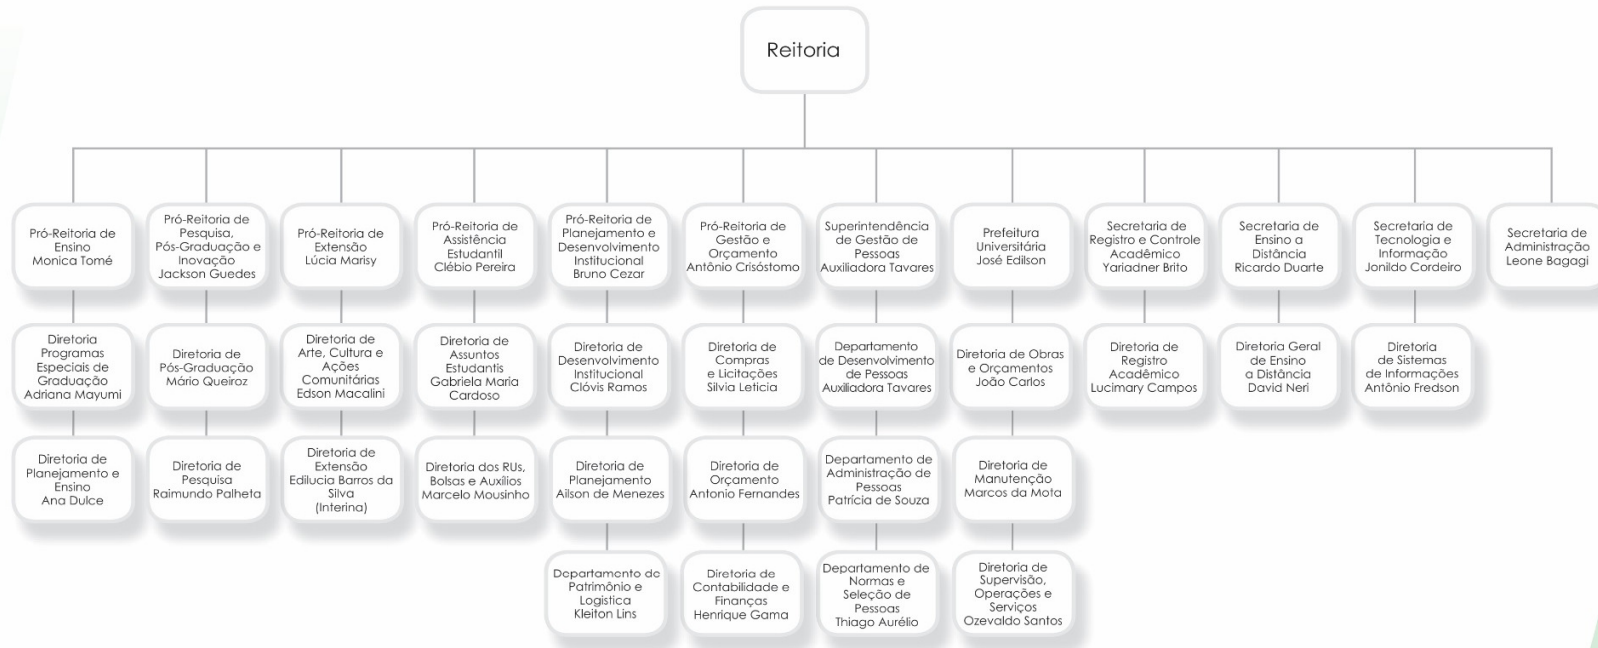 Reitoria
Pró-Reitoria de
Ensino
Monica Tomé
Pró-Reitoria de
Pesquisa,
Pós-Graduação e
Inovação
Jackson Guedes
Pró-Reitoria de
Extensão
Lúcia Marisy
Pró-Reitoria de
Assistência
Estudantil
Clébio Pereira
Pró-Reitoria de
Planejamento e
Desenvolvimento
Institucional
Bruno Cezar
Pró-Reitoria de
Gestão e
Orçamento
Antônio Crisóstomo
Superintendência
de Gestão de
Pessoas
Auxiliadora Tavares
Prefeitura
Universitária
José Edilson
Secretaria de
Registro e Controle
Acadêmico
Yariadner Brito
Secretaria de
Ensino a
Distância
Ricardo Duarte
Secretaria de
Tecnologia e
Informação
Jonildo Cordeiro
Secretaria de
Administração
Leone Bagagi
Diretoria
Programas
Especiais de
Graduação
Adriana Mayumi
Diretoria de
Pós-Graduação
Mário Queiroz
Diretoria de
Arte, Cultura e
Ações
Comunitárias
Edson Macalini
Diretoria de
Assuntos
Estudantis
Gabriela Maria
Cardoso
Diretoria de
Desenvolvimento
Institucional
Clóvis Ramos
Diretoria de
Compras
e Licitações
Silvia Leticia
Departamento
de Desenvolvimento
de Pessoas
Auxiliadora Tavares
Diretoria de Obras
e Orçamentos
João Carlos
Diretoria de
Registro
Acadêmico
Lucimary Campos
Diretoria Geral
de Ensino
a Distância
David Neri
Diretoria
de Sistemas
de Informações
Antônio Fredson
Diretoria de
Planejamento e
Ensino
Ana Dulce
Diretoria de
Pesquisa
Raimundo Palheta
Diretoria de
Extensão
Edilucia Barros da
Silva
(Interina)
Diretoria dos RUs,
Bolsas e Auxílios
Marcelo Mousinho
Diretoria de
Planejamento
Ailson de Menezes
Diretoria de
Orçamento
Antonio Fernandes
Departamento de
Administração de
Pessoas
Patrícia de Souza
Diretoria de
Manutenção
Marcos da Mota
Departamento de
Patrimônio e
Logistica
Kleiton Lins
Diretoria de
Contabilidade e
Finanças
Henrique Gama
Departamento de
Normas e
Seleção de
Pessoas
Thiago Aurélio
Diretoria de
Supervisão,
Operações e
Serviços
Ozevaldo Santos